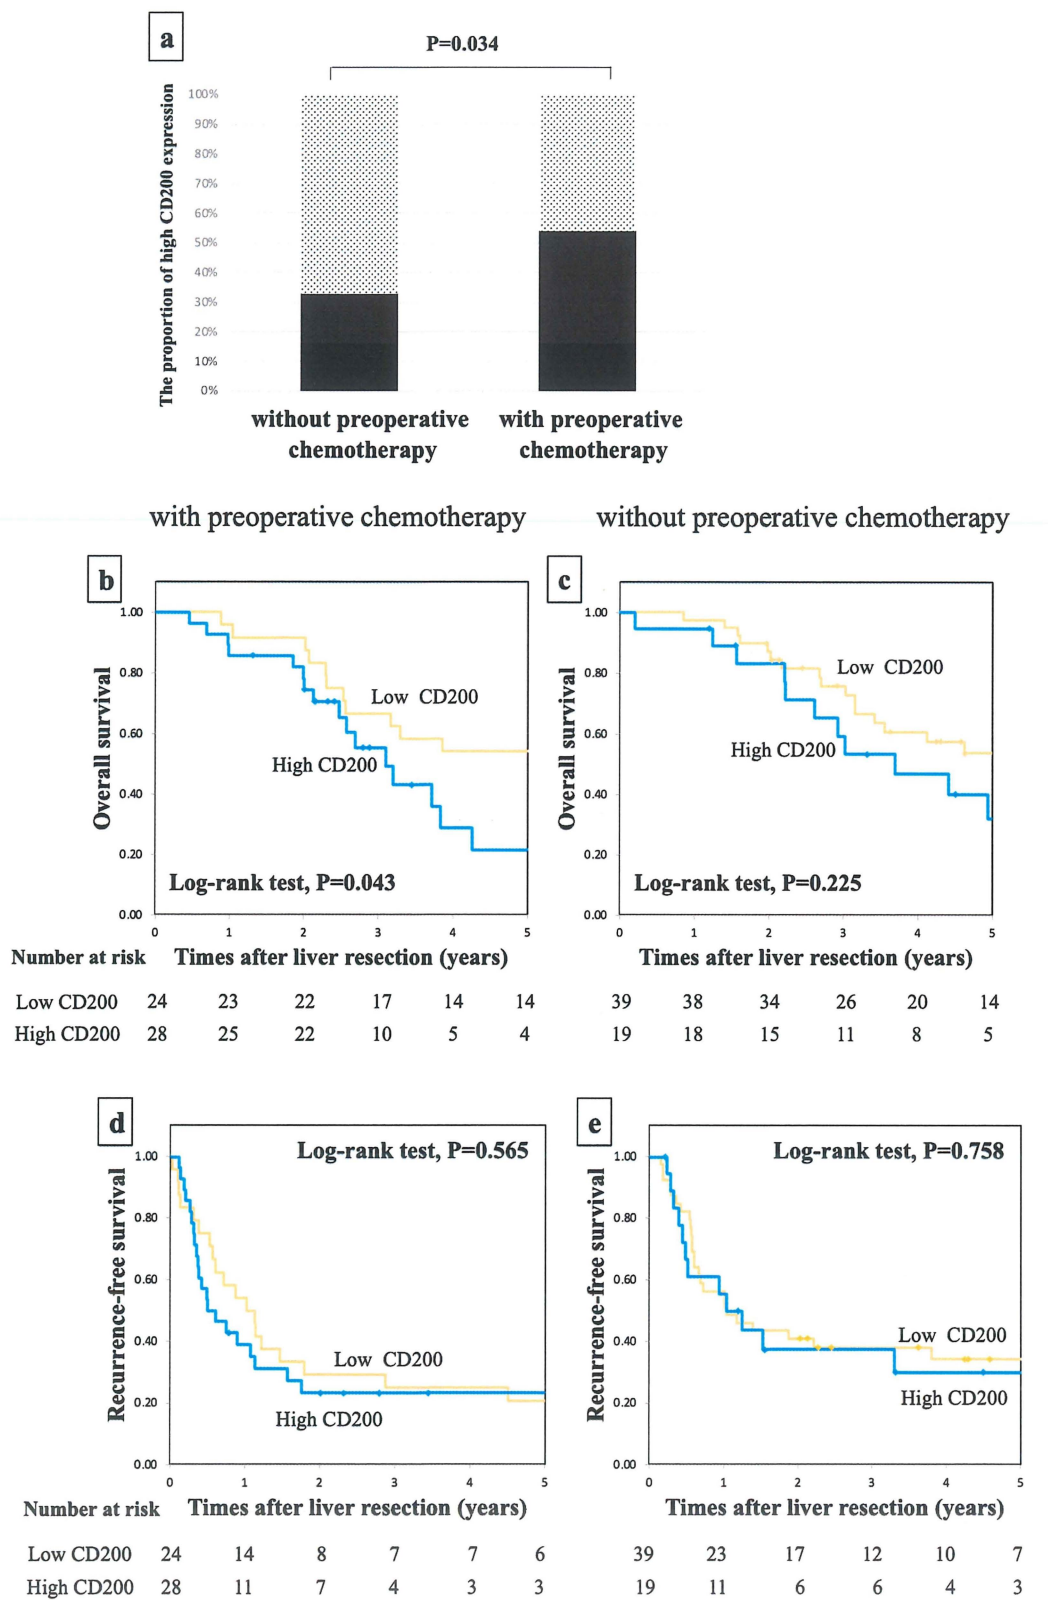 a
P=0.034
The proportion of high CD200 expression
100%
90%
80%
70%
60%
50%
40%
30%
20%
10%
0%
without preoperative chemotherapy
with preoperative chemotherapy
with preoperative chemotherapy
without preoperative chemotherapy
b
Overall survival
1.00
0.80
0.60
0.40
0.20
0.00
Low CD200
High CD200
Log-rank test, P=0.043
0 1 2 3 4 5
Times after liver resection (years)
c
Overall survival
1.00
0.80
0.60
0.40
0.20
0.00
Low CD200
High CD200
Log-rank test, P=0.225
0 1 2 3 4 5
Times after liver resection (years)
Number at risk
Low CD200 24 23 22 17 14 14 39 38 34 26 20 14
High CD200 28 25 22 10 5 4 19 18 15 11 8 5
d
Recurrence-free survival
1.00
0.80
0.60
0.40
0.20
0.00
Log-rank test, P=0.565
Low CD200
High CD200
0 1 2 3 4 5
Times after liver resection (years)
e
Recurrence-free survival
1.00
0.80
0.60
0.40
0.20
0.00
Log-rank test, P=0.758
Low CD200
High CD200
0 1 2 3 4 5
Times after liver resection (years)
Number at risk
Low CD200 24 14 8 7 7 6 39 23 17 12 10 7
High CD200 28 11 7 4 3 3 19 11 6 6 4 3